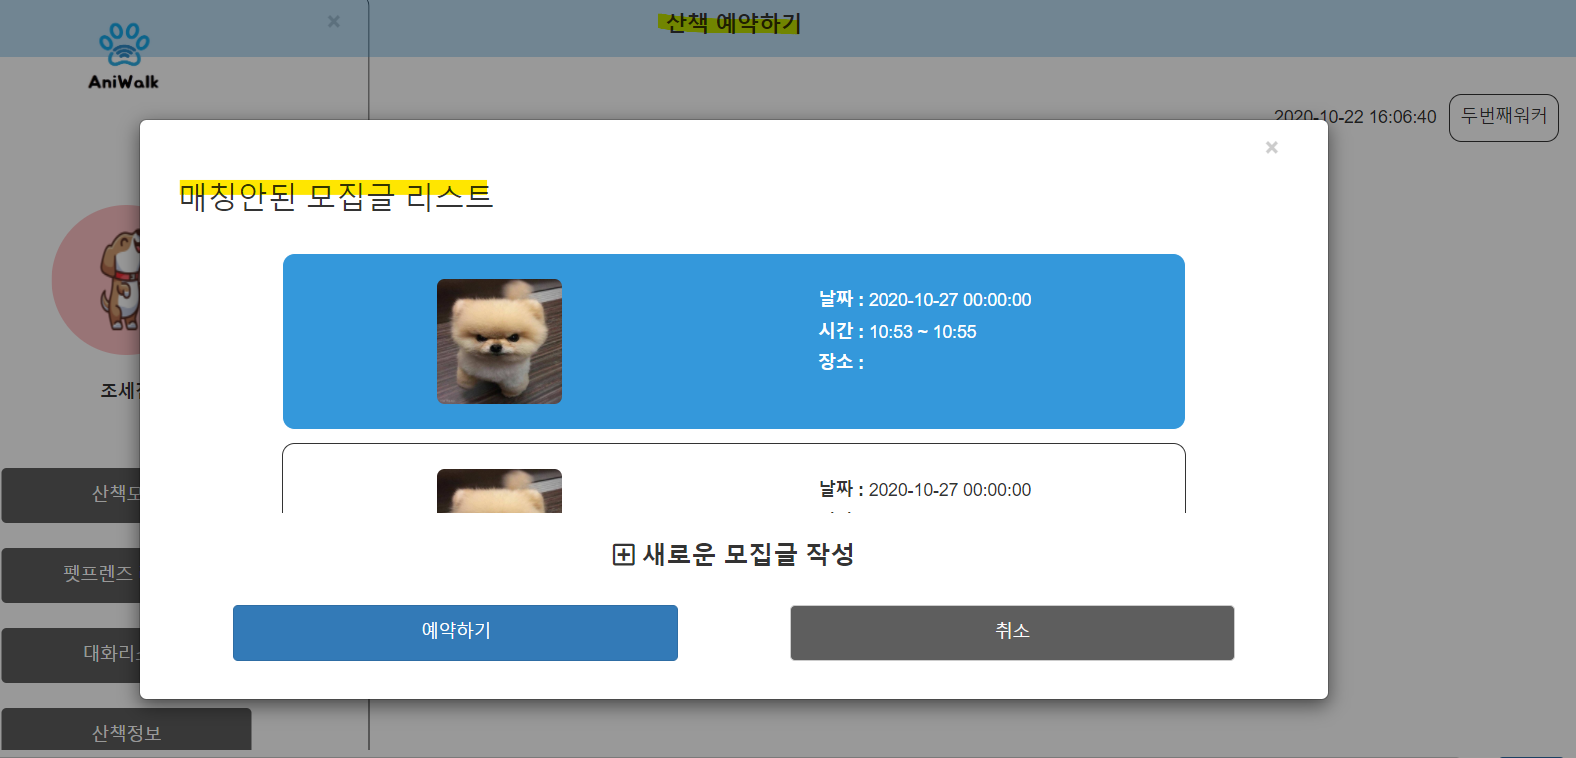 ×
산책 예약하기
AniWalk
2020-10-22 16:06:40
두번째워커
×
매칭안된 모집글 리스트
날짜 : 2020-10-27 00:00:00
시간 : 10:53 ~ 10:55
장소 :
날짜 : 2020-10-27 00:00:00
조세
산책모
펫프렌즈
대화리
산책정보
새로운 모집글 작성
예약하기
취소